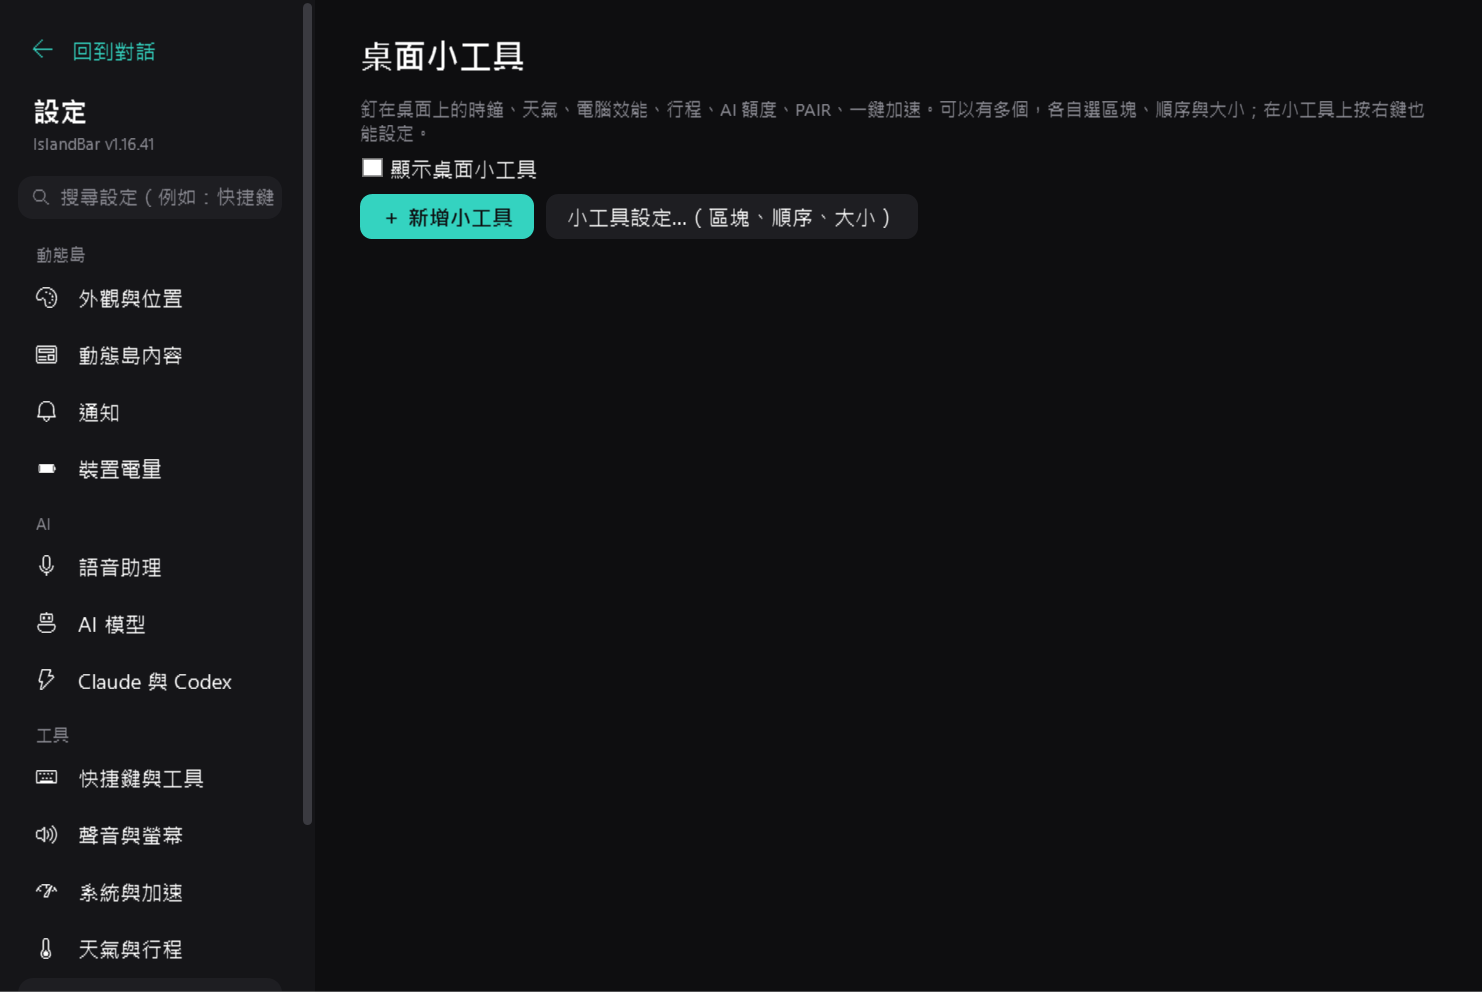 回到對話
設定
IslandBar v1.16.41
搜尋設定（例如：快捷鍵
動態島
外觀與位置
動態島內容
通知
裝置電量
AI
語音助理
AI 模型
Claude 與 Codex
工具
快捷鍵與工具
聲音與螢幕
系統與加速
天氣與行程
桌面小工具
釘在桌面上的時鐘、天氣、電腦效能、行程、AI 額度、PAIR、一鍵加速。可以有多個，各自選區塊、順序與大小；在小工具上按右鍵也
能設定。
顯示桌面小工具
+ 新增小工具
小工具設定...（區塊、順序、大小）